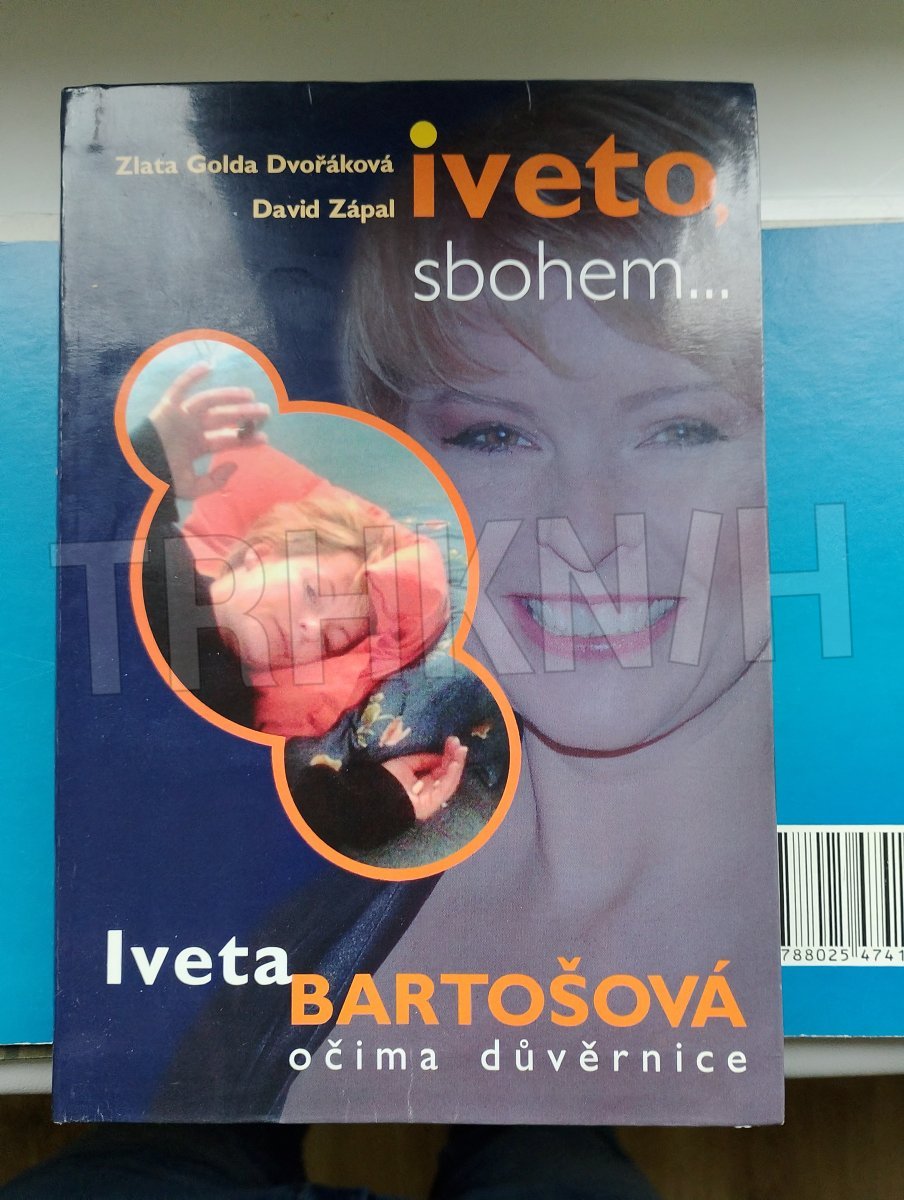 Zlata Golda Dvořáková
David Zápal
iveto,
sbohem...
TRHKNIH
Iveta
BARTOŠOVÁ
očima důvěrnice
788025 4741